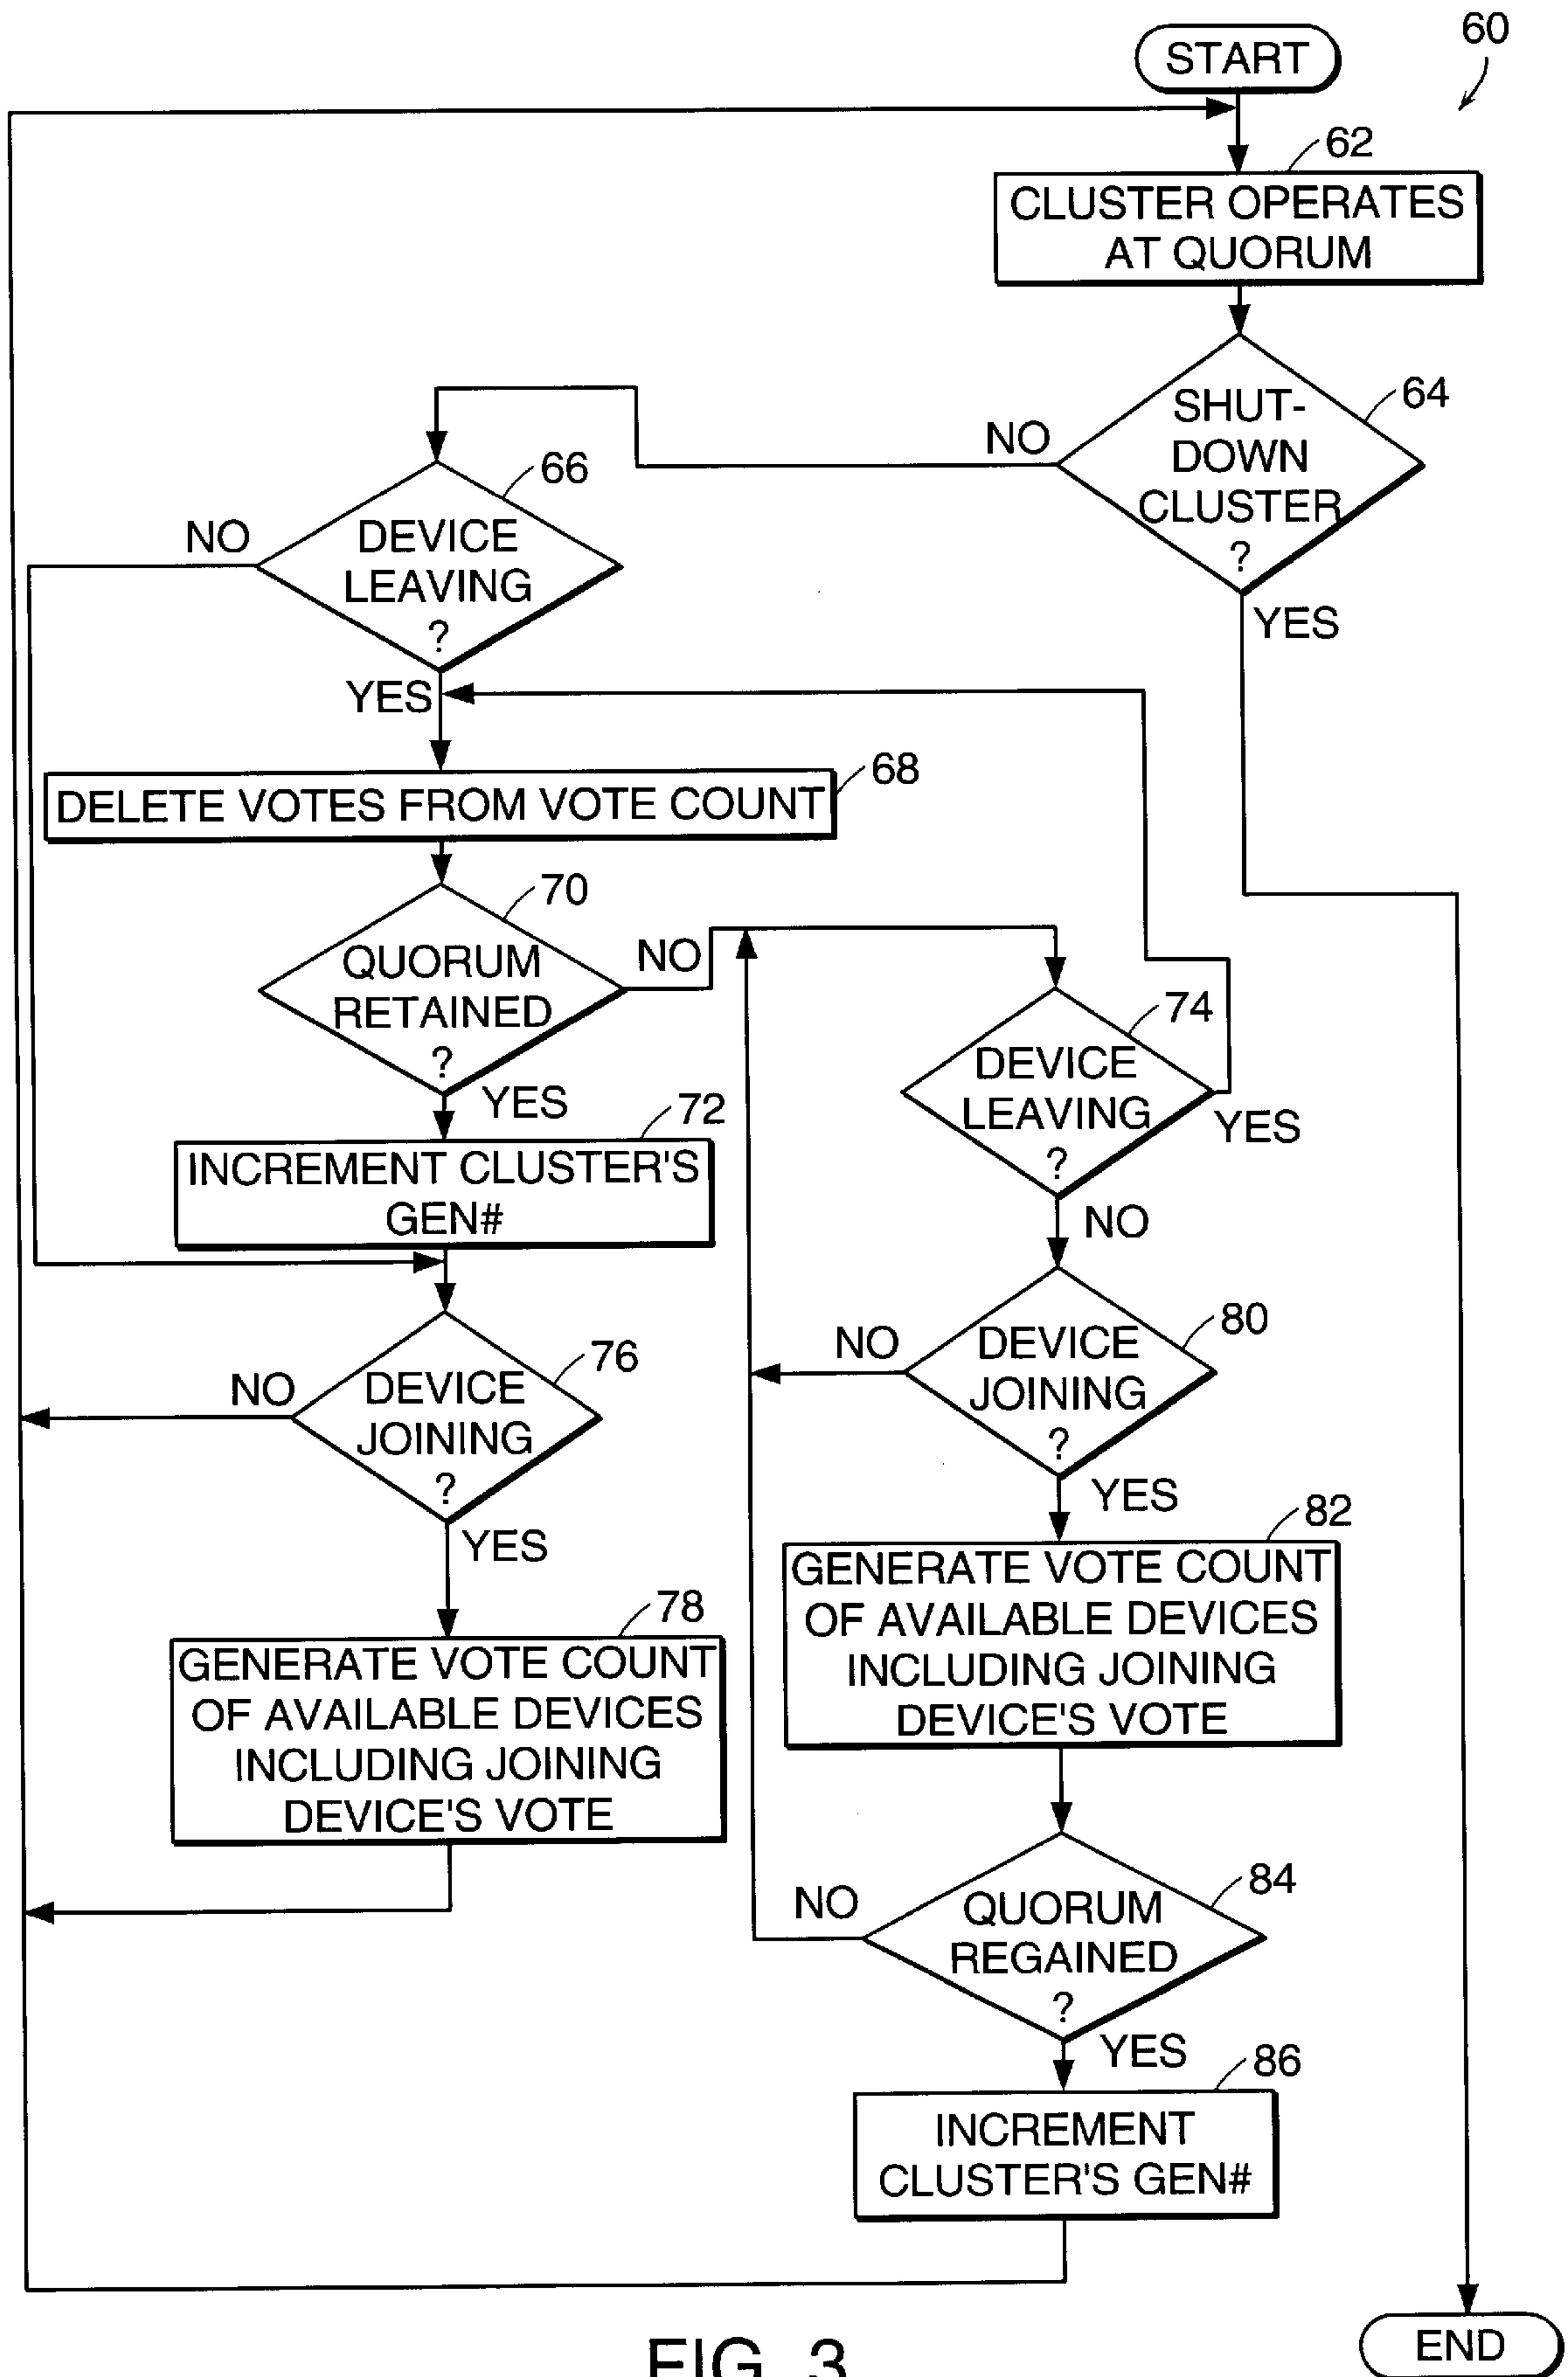 START
60
62
CLUSTER OPERATES
AT QUORUM
64
SHUT-
DOWN
CLUSTER
?
NO
YES
66
DEVICE
LEAVING
?
NO
YES
68
DELETE VOTES FROM VOTE COUNT
70
QUORUM
RETAINED
?
NO
YES
72
INCREMENT CLUSTER'S
GEN#
74
DEVICE
LEAVING
?
YES
NO
76
DEVICE
JOINING
?
NO
YES
78
GENERATE VOTE COUNT
OF AVAILABLE DEVICES
INCLUDING JOINING
DEVICE'S VOTE
80
DEVICE
JOINING
?
NO
YES
82
GENERATE VOTE COUNT
OF AVAILABLE DEVICES
INCLUDING JOINING
DEVICE'S VOTE
84
QUORUM
REGAINED
?
NO
YES
86
INCREMENT
CLUSTER'S GEN#
END
FIG. 3